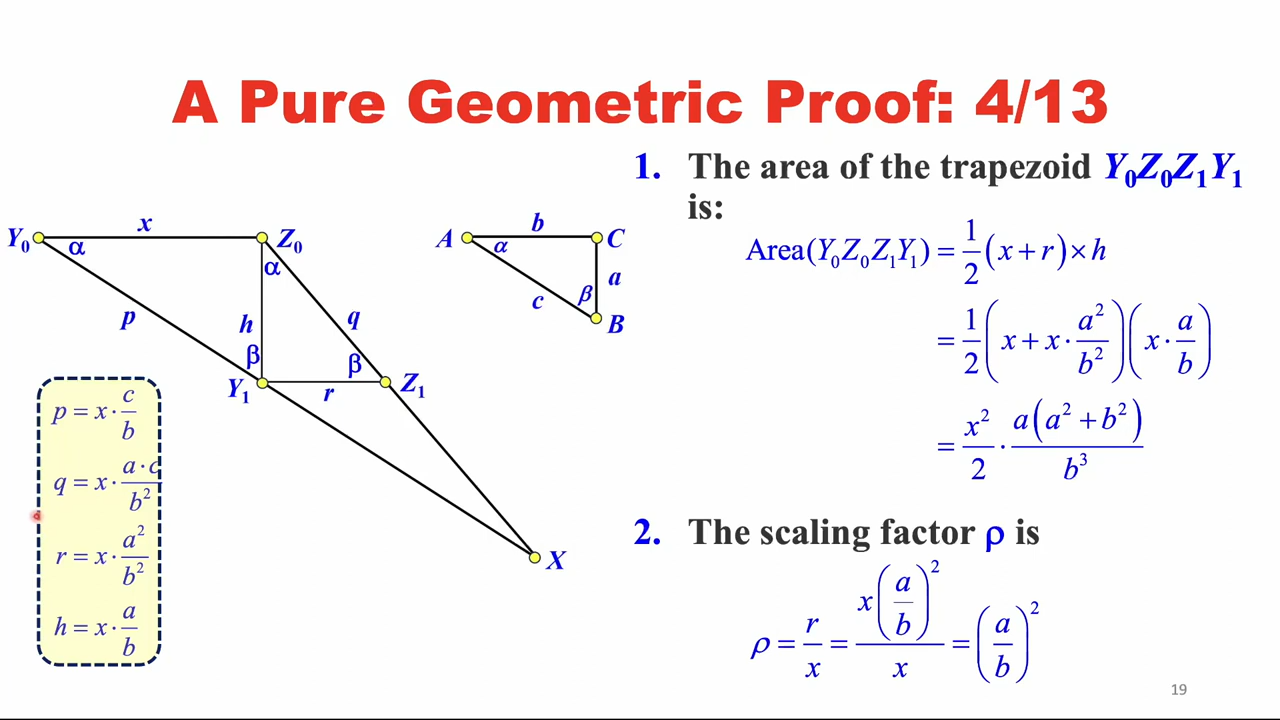 A Pure Geometric Proof: 4/13
1. The area of the trapezoid Y₀Z₀Z₁Y₁
is:
Area(Y₀Z₀Z₁Y₁) = 1/2 (x + r) × h
= 1/2 (x + x · a²/b²)(x · a/b)
= x²/2 · a(a² + b²)/b³
2. The scaling factor ρ is
ρ = r/x = x(a/b)²/x = (a/b)²
Y₀ x Z₀
α
α
p
h
q
β
β
Y₁
r
Z₁
X
A b C
α
a
c
β
B
p = x · c/b
q = x · a·c/b²
r = x · a²/b²
h = x · a/b
19